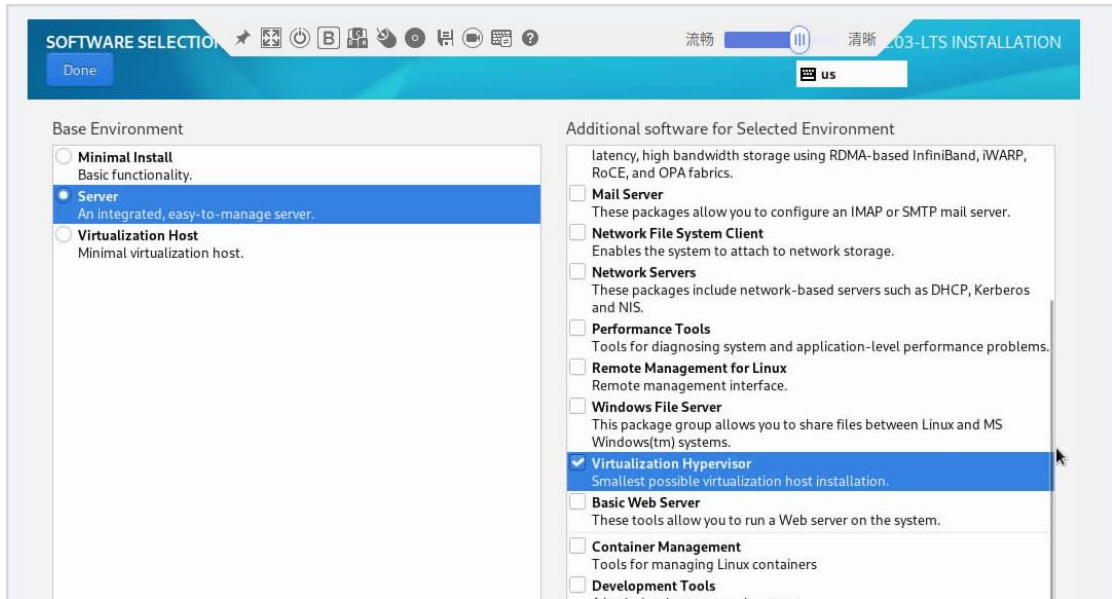 SOFTWARE SELECTIO
B
流畅
清晰
.03-LTS INSTALLATION
Done
us
Base Environment
Minimal Install
Basic functionality.
Server
An integrated, easy-to-manage server.
Virtualization Host
Minimal virtualization host.
Additional software for Selected Environment
latency, high bandwidth storage using RDMA-based InfiniBand, iWARP,
RoCE, and OPA fabrics.
Mail Server
These packages allow you to configure an IMAP or SMTP mail server.
Network File System Client
Enables the system to attach to network storage.
Network Servers
These packages include network-based servers such as DHCP, Kerberos
and NIS.
Performance Tools
Tools for diagnosing system and application-level performance problems.
Remote Management for Linux
Remote management interface.
Windows File Server
This package group allows you to share files between Linux and MS
Windows(tm) systems.
Virtualization Hypervisor
Smallest possible virtualization host installation.
Basic Web Server
These tools allow you to run a Web server on the system.
Container Management
Tools for managing Linux containers
Development Tools